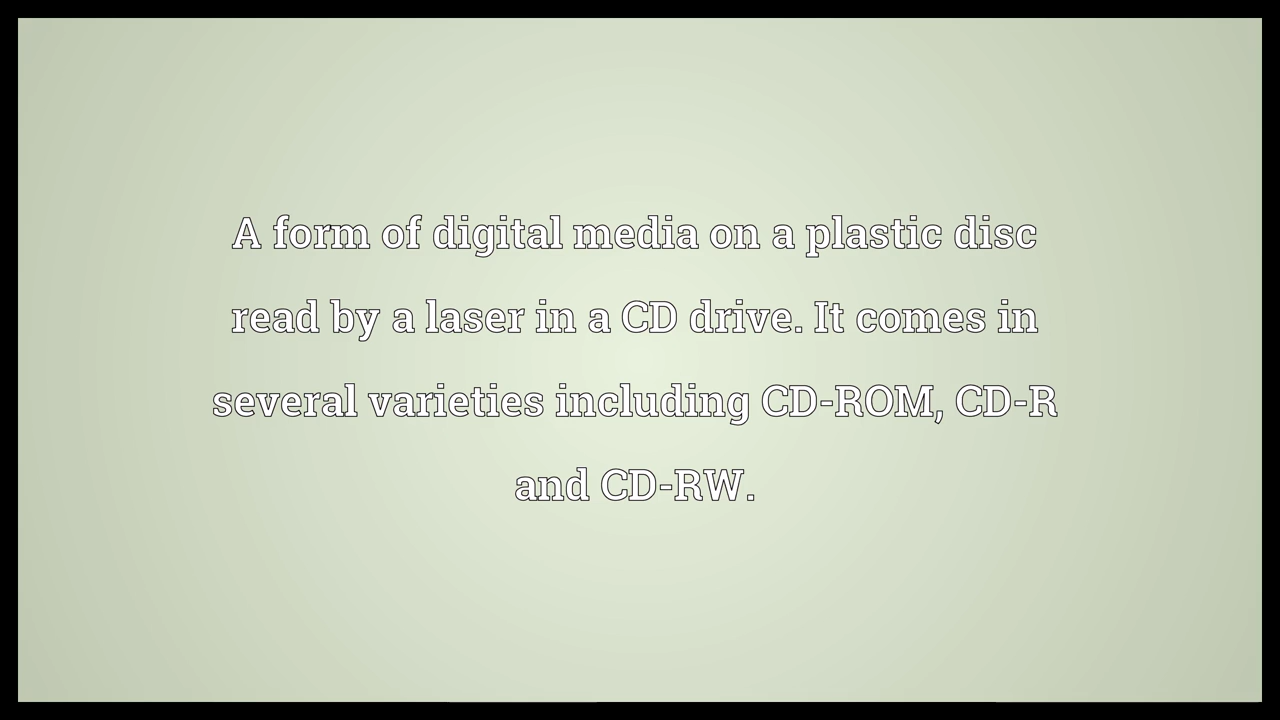 A form of digital media on a plastic disc
read by a laser in a CD drive. It comes in
several varieties including CD-ROM, CD-R
and CD-RW.